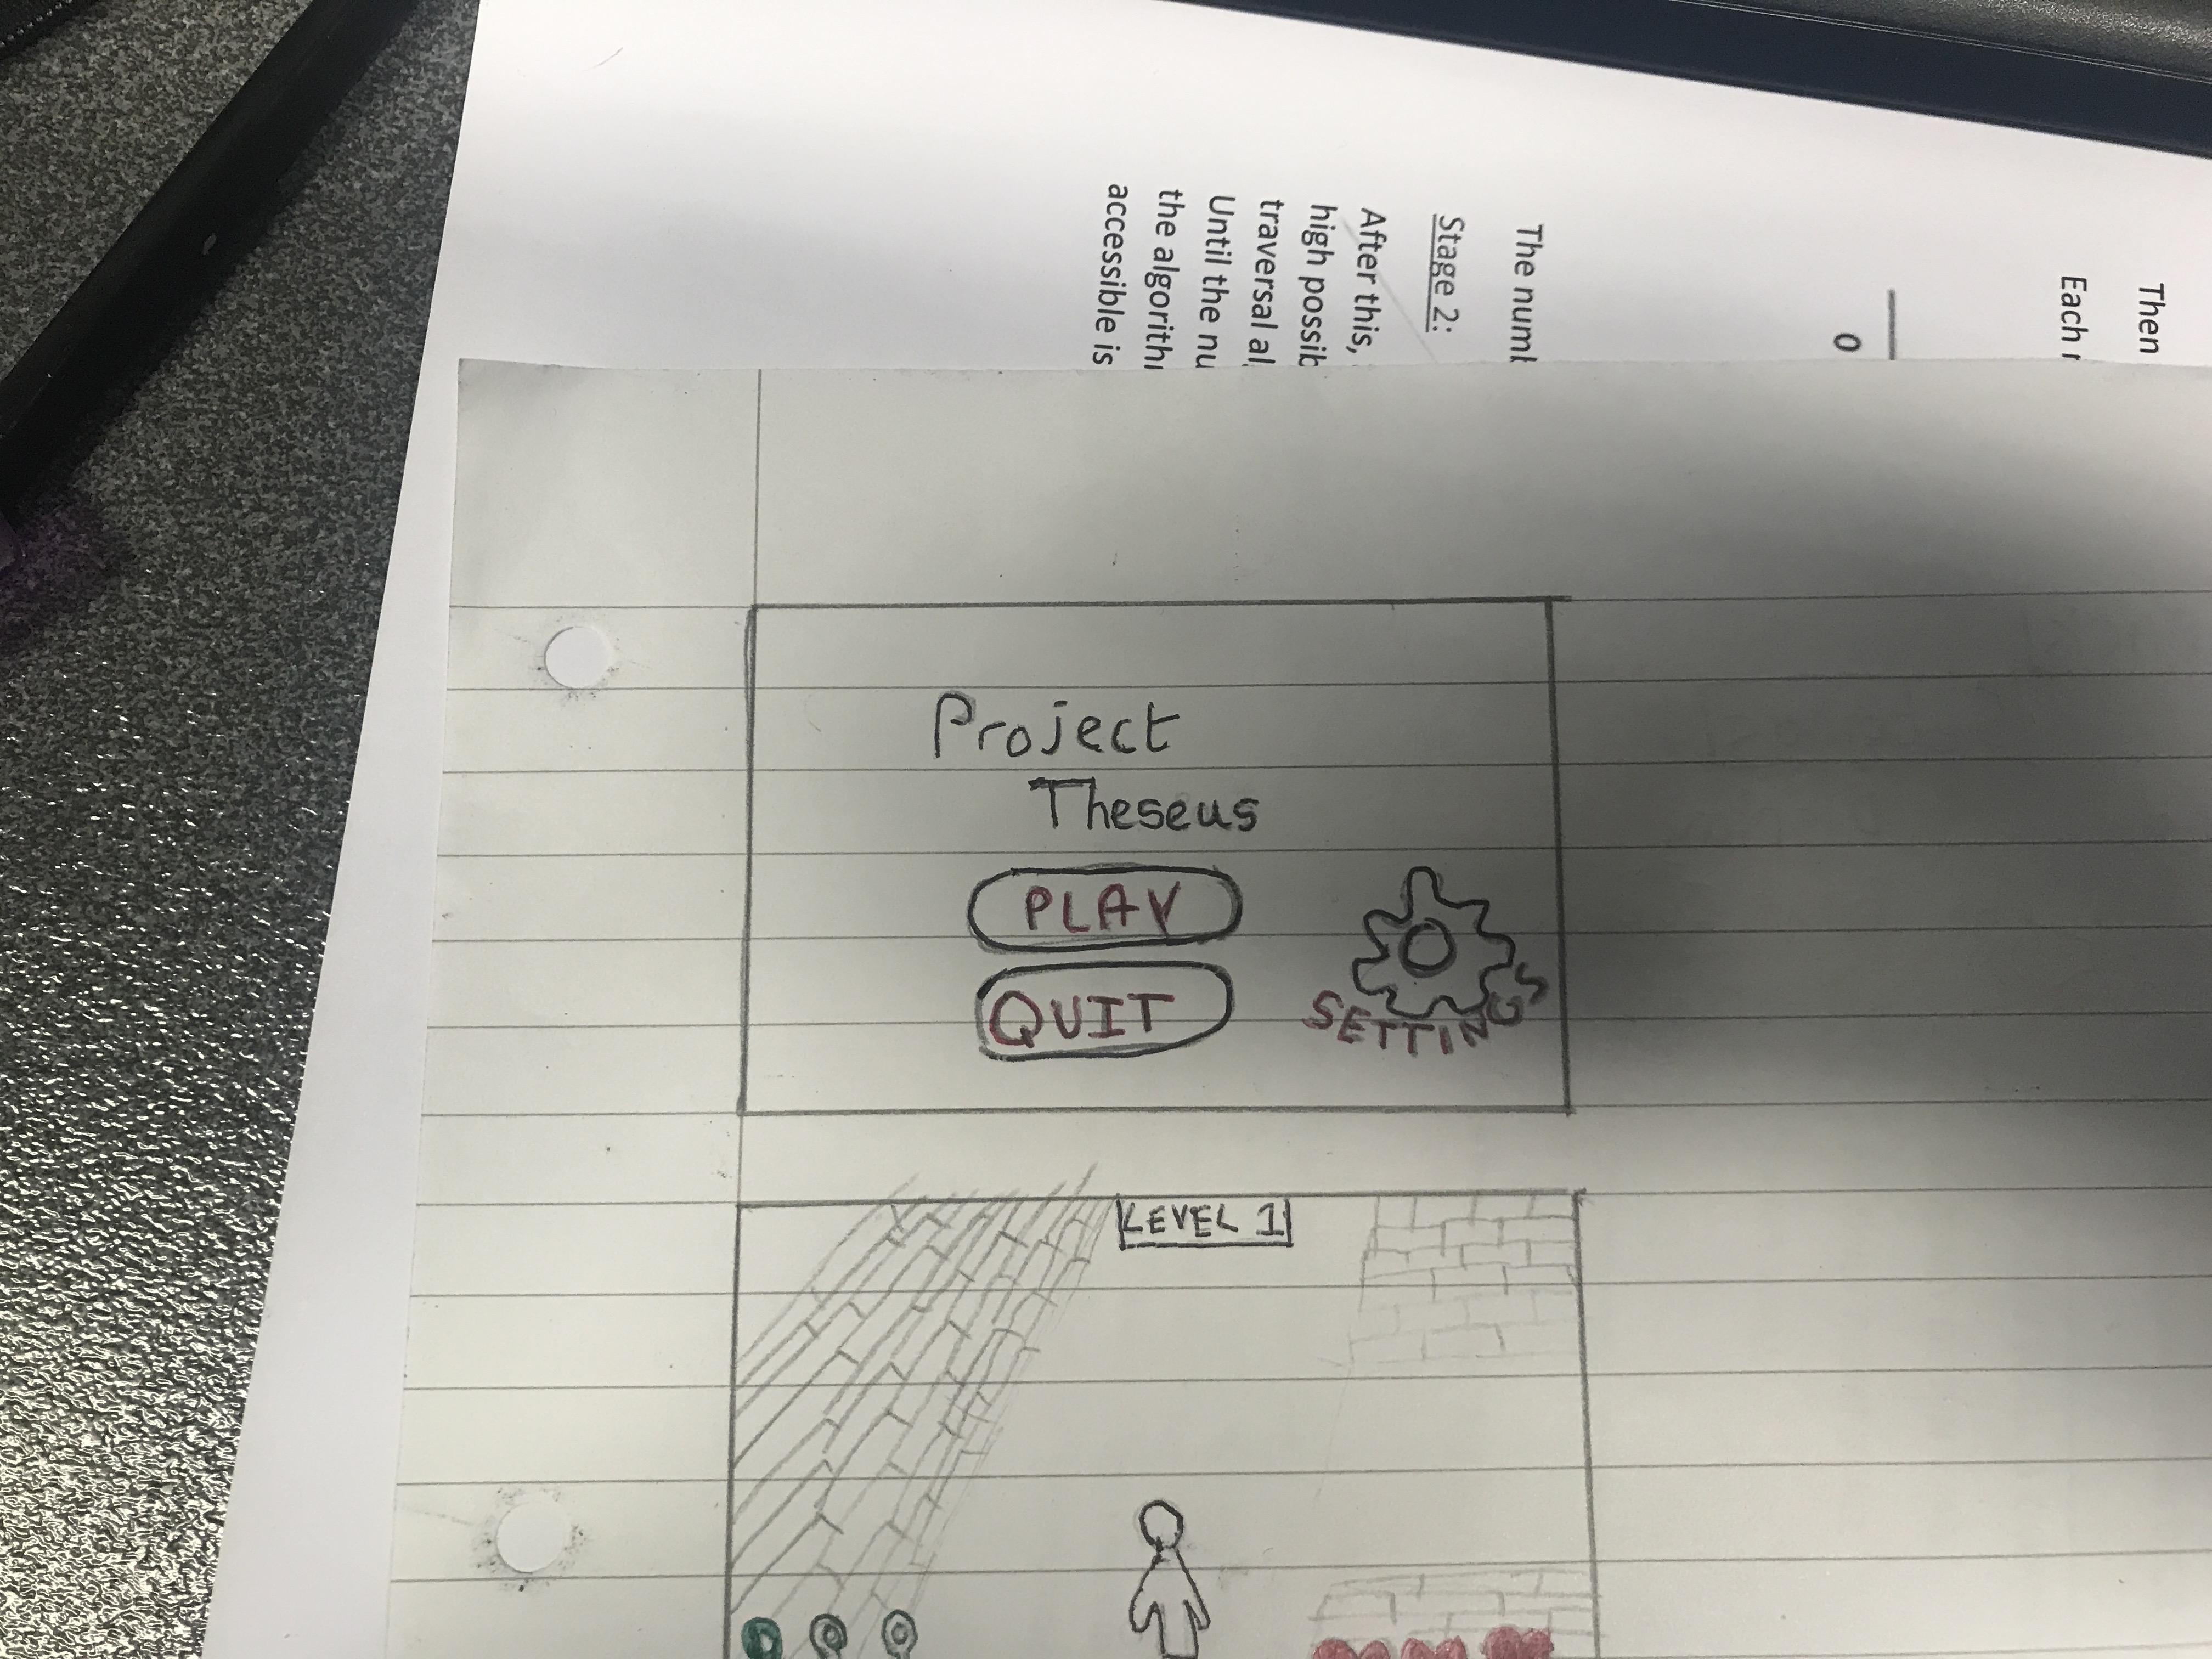 Project
Theseus
PLAY
QUIT
SETTINGS
LEVEL 1
Then
Each
0
The numb
Stage 2:
After this,
high possib
traversal al
Until the nu
the algorith
accessible is